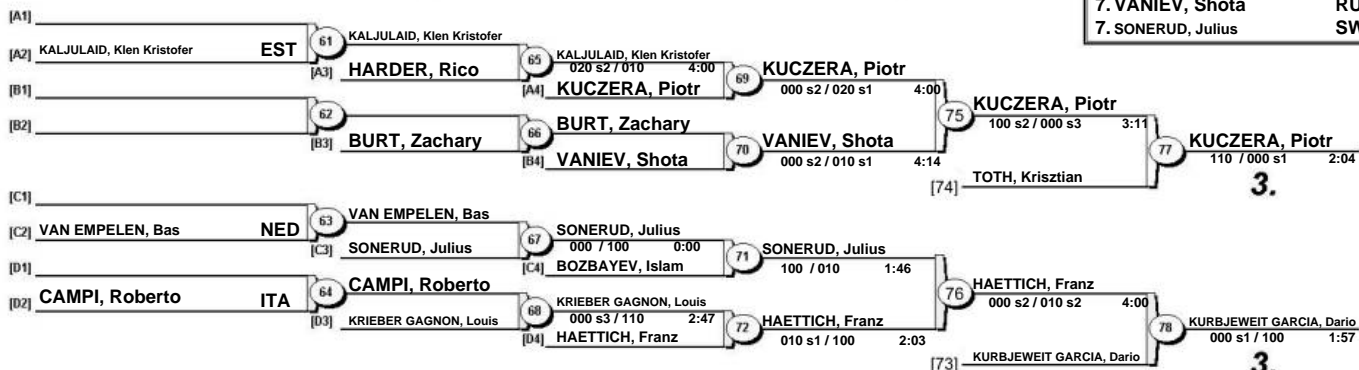 7. VANIEV, Shota
7. SONERUD, Julius SW
[A1]
[A2] KALJULAID, Klen Kristofer EST
61
KALJULAID, Klen Kristofer
[A3] HARDER, Rico
65
KALJULAID, Klen Kristofer
020 s2 / 010 4:00
[A4] KUCZERA, Piotr
69
KUCZERA, Piotr
000 s2 / 020 s1 4:00
[B1]
[B2]
62
[B3] BURT, Zachary
66
BURT, Zachary
[B4] VANIEV, Shota
70
VANIEV, Shota
000 s2 / 010 s1 4:14
75
KUCZERA, Piotr
100 s2 / 000 s3 3:11
[74] TOTH, Krisztian
77
KUCZERA, Piotr
110 / 000 s1 2:04
3.
[C1]
[C2] VAN EMPELEN, Bas NED
63
VAN EMPELEN, Bas
[C3] SONERUD, Julius
67
SONERUD, Julius
000 / 100 0:00
[C4] BOZBAYEV, Islam
71
SONERUD, Julius
100 / 010 1:46
[D1]
[D2] CAMPI, Roberto ITA
64
CAMPI, Roberto
[D3] KRIEBER GAGNON, Louis
68
KRIEBER GAGNON, Louis
000 s3 / 110 2:47
[D4] HAETTICH, Franz
72
HAETTICH, Franz
010 s1 / 100 2:03
76
HAETTICH, Franz
000 s2 / 010 s2 4:00
[73] KURBJEWEIT GARCIA, Dario
78
KURBJEWEIT GARCIA, Dario
000 s1 / 100 1:57
3.